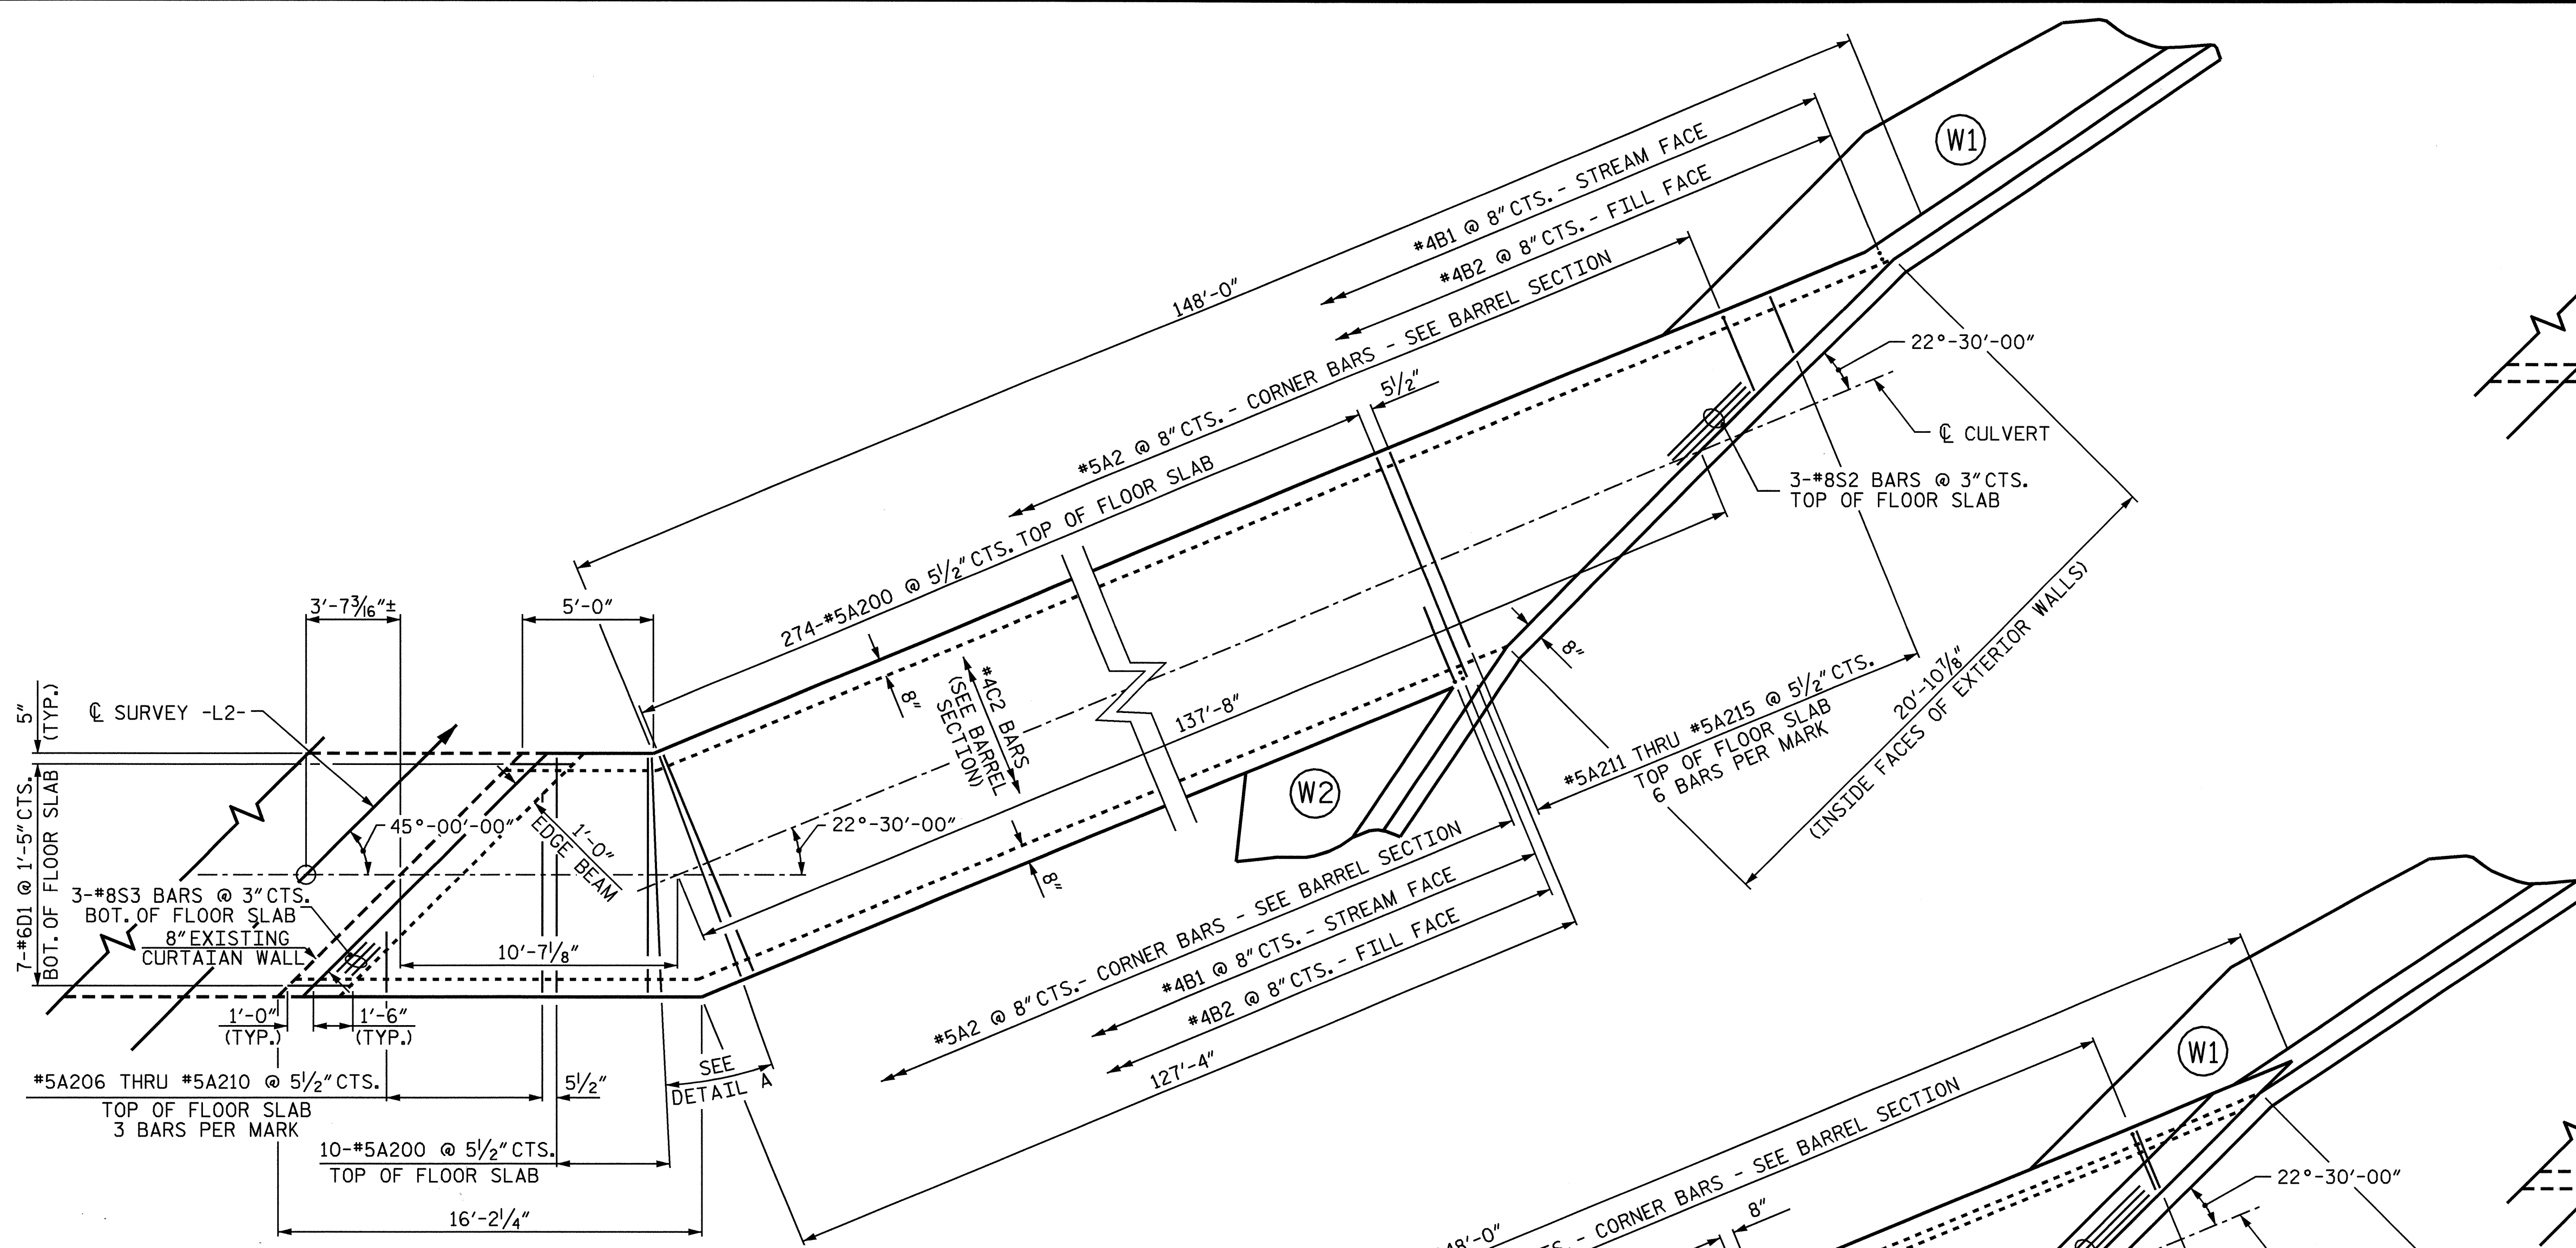 W1
148′-0″
#4B1 @ 8″ CTS. - STREAM FACE
#4B2 @ 8″ CTS. - FILL FACE
#5A2 @ 8″ CTS. - CORNER BARS - SEE BARREL SECTION
5½″
274-#5A200 @ 5½″ CTS. TOP OF FLOOR SLAB
22°-30′-00″
℄ CULVERT
3-#8S2 BARS @ 3″ CTS.
TOP OF FLOOR SLAB
3′-7 3/16″±
5′-0″
5″
(TYP.)
℄ SURVEY -L2-
8″
#4C2 BARS
(SEE BARREL
SECTION)
137′-8″
8″
20′-10⅞″
(INSIDE FACES OF EXTERIOR WALLS)
#5A211 THRU #5A215 @ 5½″ CTS.
TOP OF FLOOR SLAB
6 BARS PER MARK
7-#6D1 @ 1′-5″ CTS.
BOT. OF FLOOR SLAB
45°-00′-00″
1′-0″
EDGE BEAM
22°-30′-00″
8″
W2
3-#8S3 BARS @ 3″ CTS.
BOT. OF FLOOR SLAB
8″ EXISTING
CURTAIAN WALL
10′-7⅛″
#5A2 @ 8″ CTS. - CORNER BARS - SEE BARREL SECTION
#4B1 @ 8″ CTS. - STREAM FACE
#4B2 @ 8″ CTS. - FILL FACE
127′-4″
1′-0″
(TYP.)
1′-6″
(TYP.)
SEE
DETAIL A
#5A206 THRU #5A210 @ 5½″ CTS.
TOP OF FLOOR SLAB
3 BARS PER MARK
5½″
10-#5A200 @ 5½″ CTS.
TOP OF FLOOR SLAB
16′-2¼″
W1
CORNER BARS - SEE BARREL SECTION
8″
22°-30′-00″